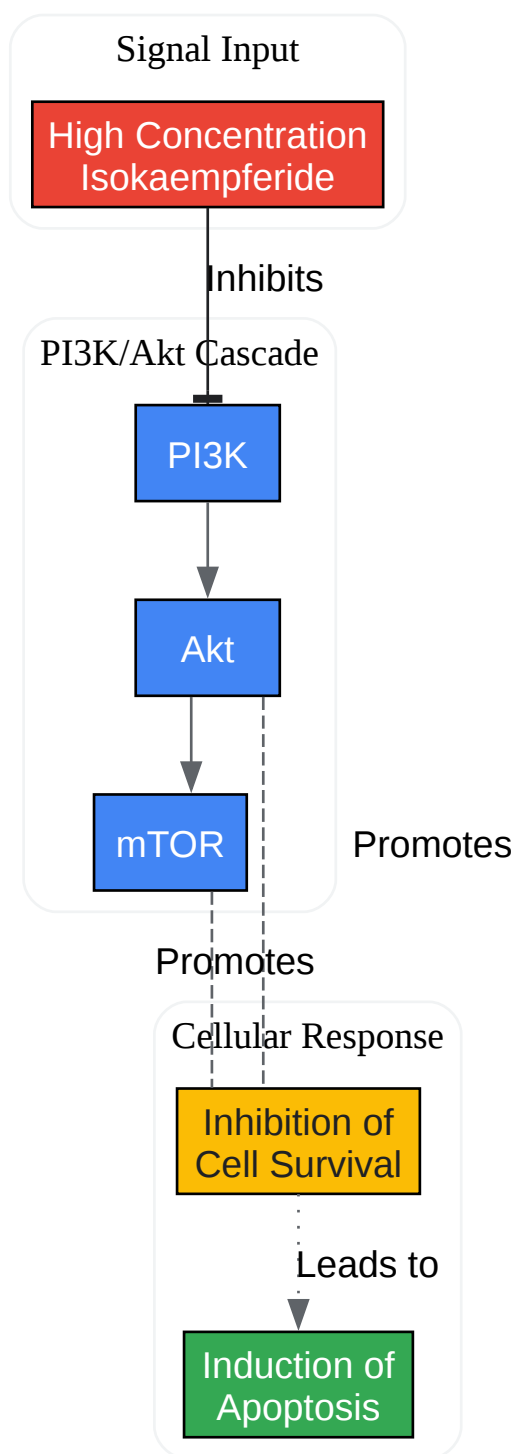 Signal Input
High Concentration
Isokaempferide
Inhibits
PI3K/Akt Cascade
PI3K
Akt
mTOR
Promotes
Promotes
Cellular Response
Inhibition of
Cell Survival
Leads to
Induction of
Apoptosis